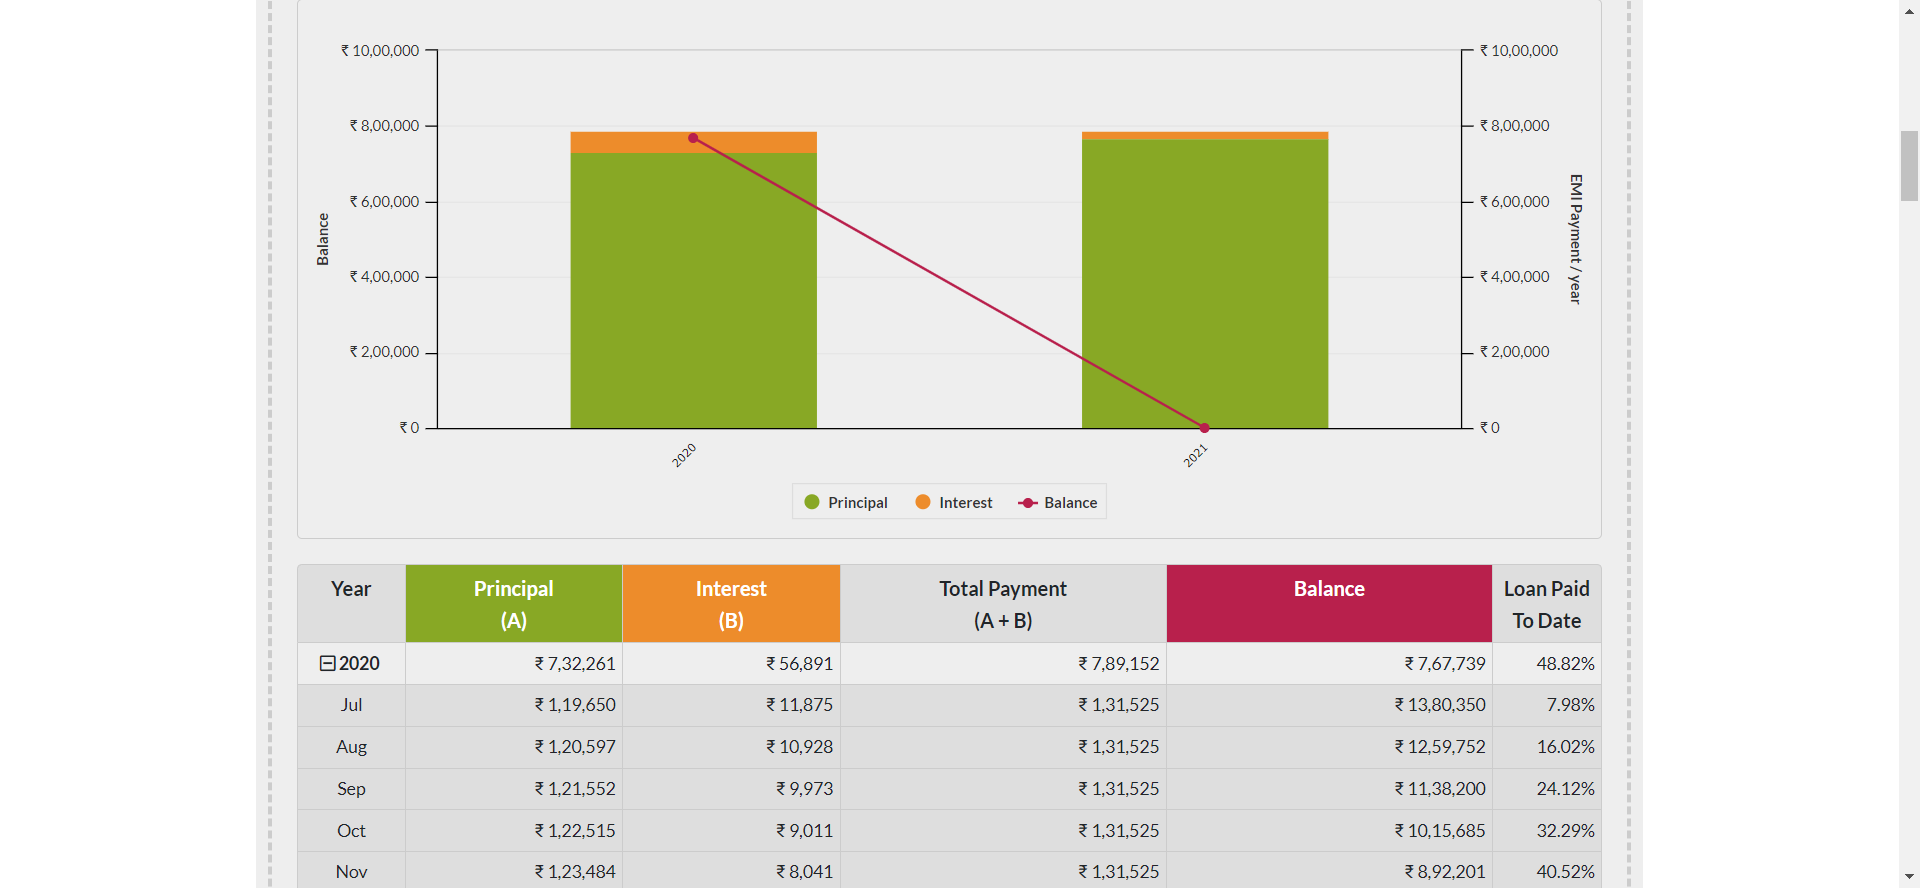 ₹ 10,00,000
₹ 8,00,000
₹ 6,00,000
₹ 4,00,000
₹ 2,00,000
₹ 0
Balance
₹ 10,00,000
₹ 8,00,000
₹ 6,00,000
₹ 4,00,000
₹ 2,00,000
₹ 0
EMI Payment / year
2020
2021
Principal Interest Balance
Year Principal (A) Interest (B) Total Payment (A + B) Balance Loan Paid To Date
2020 ₹ 7,32,261 ₹ 56,891 ₹ 7,89,152 ₹ 7,67,739 48.82%
Jul ₹ 1,19,650 ₹ 11,875 ₹ 1,31,525 ₹ 13,80,350 7.98%
Aug ₹ 1,20,597 ₹ 10,928 ₹ 1,31,525 ₹ 12,59,752 16.02%
Sep ₹ 1,21,552 ₹ 9,973 ₹ 1,31,525 ₹ 11,38,200 24.12%
Oct ₹ 1,22,515 ₹ 9,011 ₹ 1,31,525 ₹ 10,15,685 32.29%
Nov ₹ 1,23,484 ₹ 8,041 ₹ 1,31,525 ₹ 8,92,201 40.52%